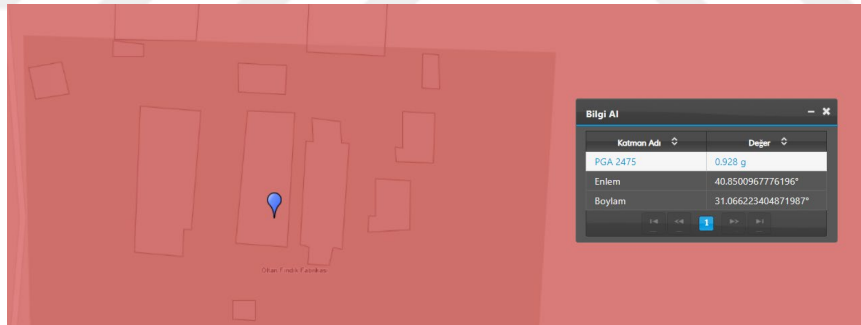 Bilgi Al
Katman Adı Değer
PGA 2475 0.928 g
Enlem 40.8500967776196°
Boylam 31.066223404871987°
1